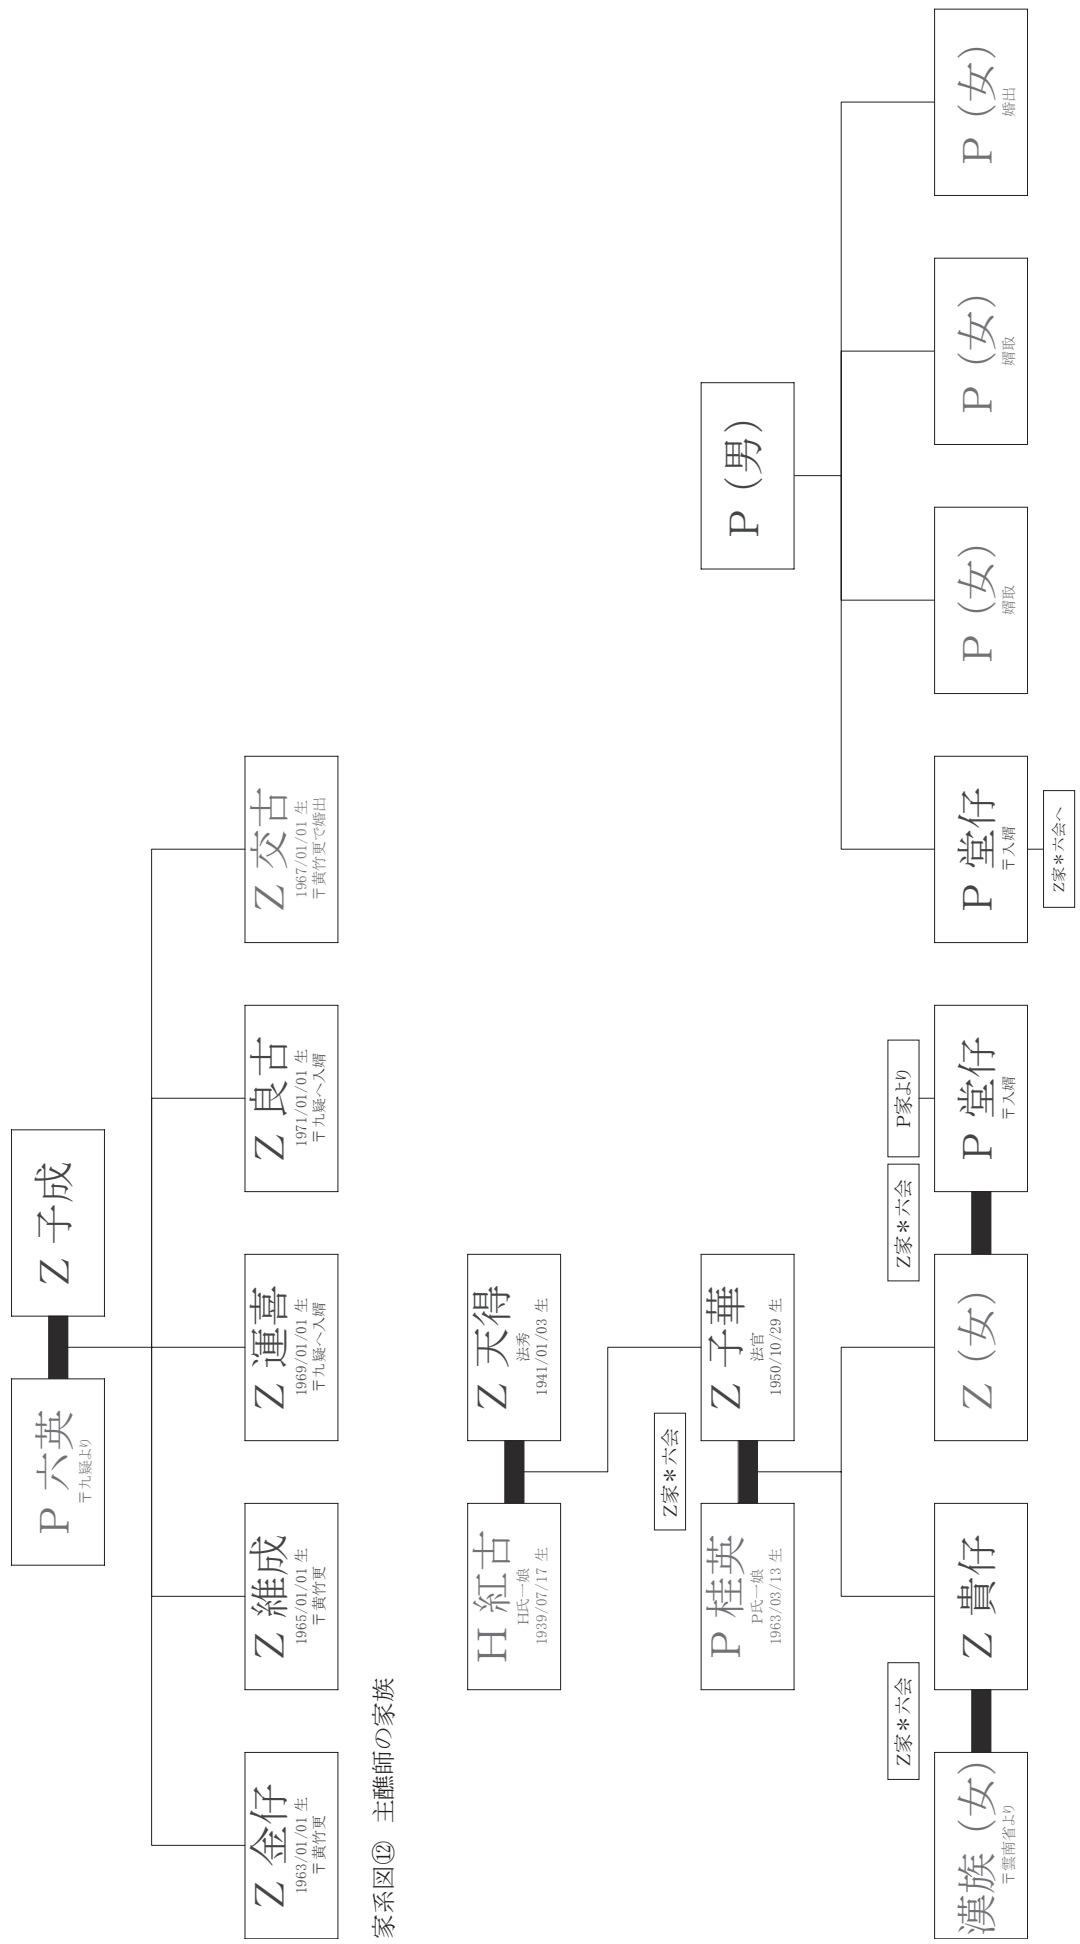 P 六英
〒九疑より
Z 子成
Z 金仔
1963/01/01 生
〒黄竹更
Z 維成
1965/01/01 生
〒黄竹更
Z 運喜
1969/01/01 生
〒九疑へ入婿
Z 良古
1971/01/01 生
〒九疑へ入婿
Z 交古
1967/01/01 生
〒黄竹更で婚出
家系図⑫ 主醮師の家族
H 紅古
H氏一娘
1939/07/17 生
Z 天得
法秀
1941/01/03 生
Z家＊六会
P 桂英
P氏一娘
1963/03/13 生
Z 子華
法官
1950/10/29 生
P（男）
Z家＊六会
Z家＊六会
P家より
漢族（女）
〒雲南省より
Z 貴仔
Z（女）
P 堂仔
〒入婿
P 堂仔
〒入婿
P（女）
婿取
P（女）
婿取
P（女）
婚出
Z家＊六会へ